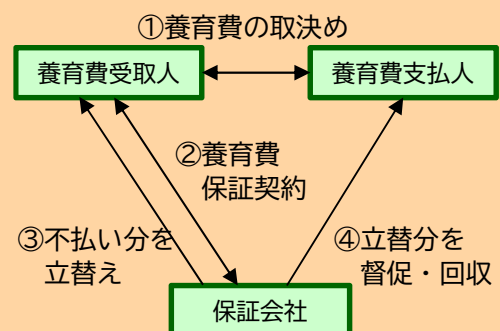 ①養育費の取決め
養育費受取人
養育費支払人
②養育費
保証契約
③不払い分を
立替え
④立替分を
督促・回収
保証会社